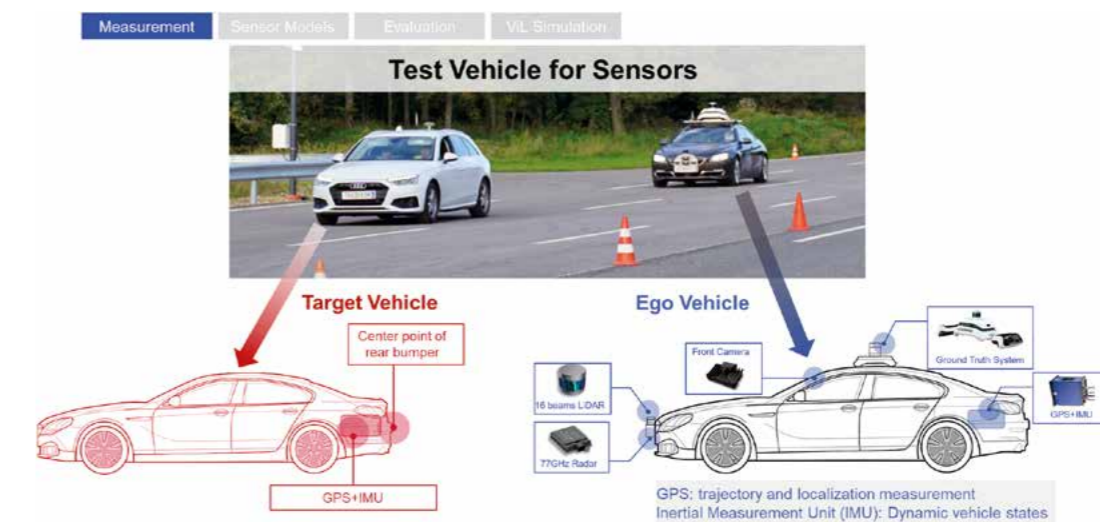 Measurement
Sensor Models
Evaluation
ViL Simulation
Test Vehicle for Sensors
Target Vehicle
Ego Vehicle
Center point of
rear bumper
GPS+IMU
Front Camera
Ground Truth System
16 beams LiDAR
77GHz Radar
GPS+IMU
GPS: trajectory and localization measurement
Inertial Measurement Unit (IMU): Dynamic vehicle states